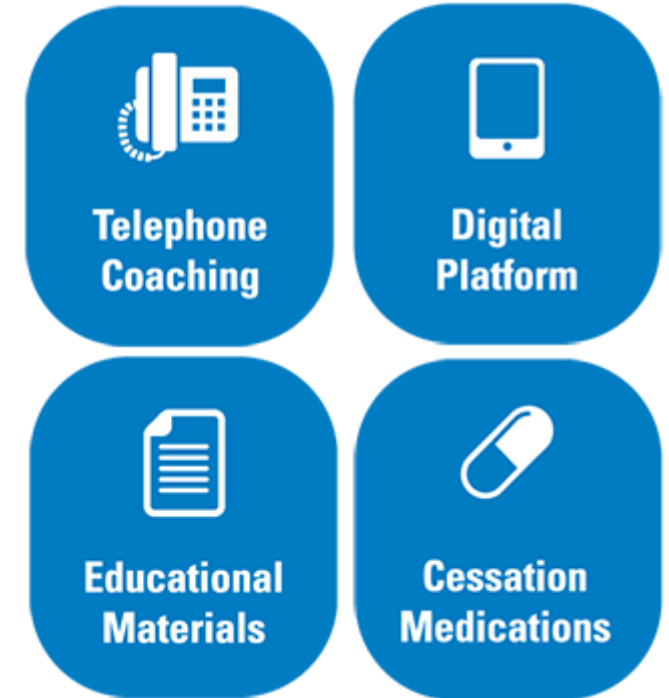 Telephone
Coaching
Digital
Platform
Educational
Materials
Cessation
Medications